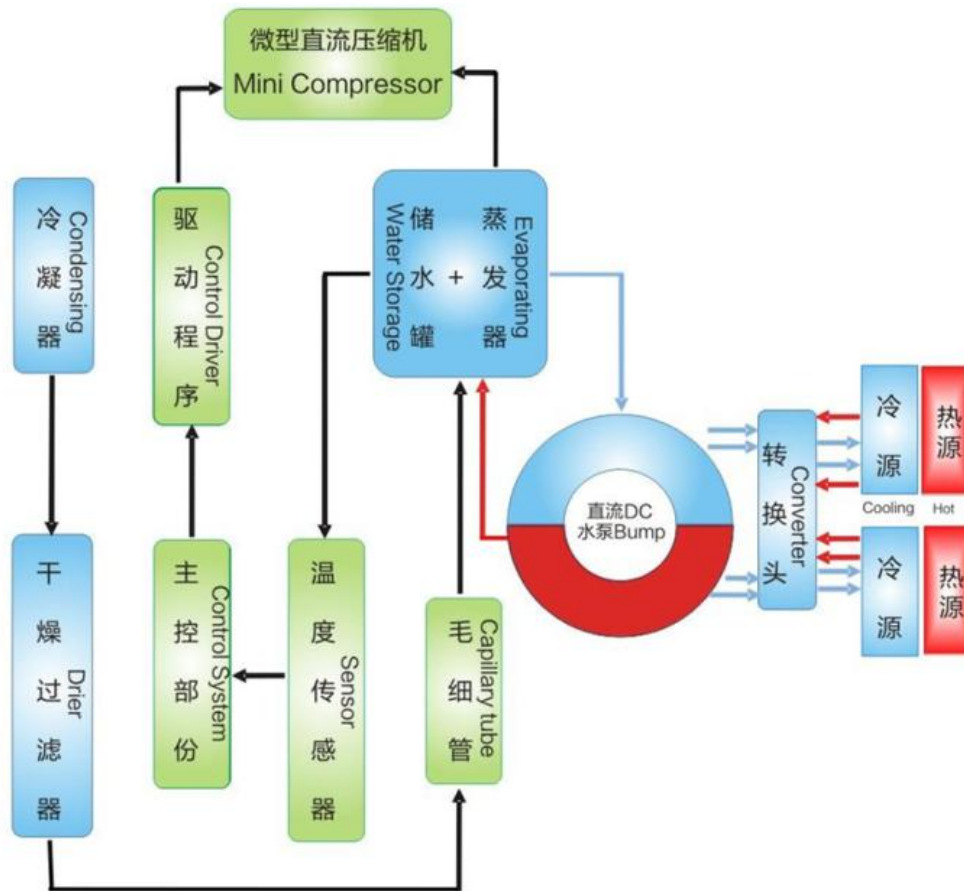 微型直流压缩机
Mini Compressor
冷凝器
Condensing
驱动程序
Control Driver
储水罐
Water Storage
+
蒸发器
Evaporating
冷源
热源
转换头
Converter
直流DC
水泵Bump
Cooling
Hot
冷源
热源
干燥过滤器
Drier
主控部份
Control System
温度传感器
Sensor
毛细管
Capillary tube